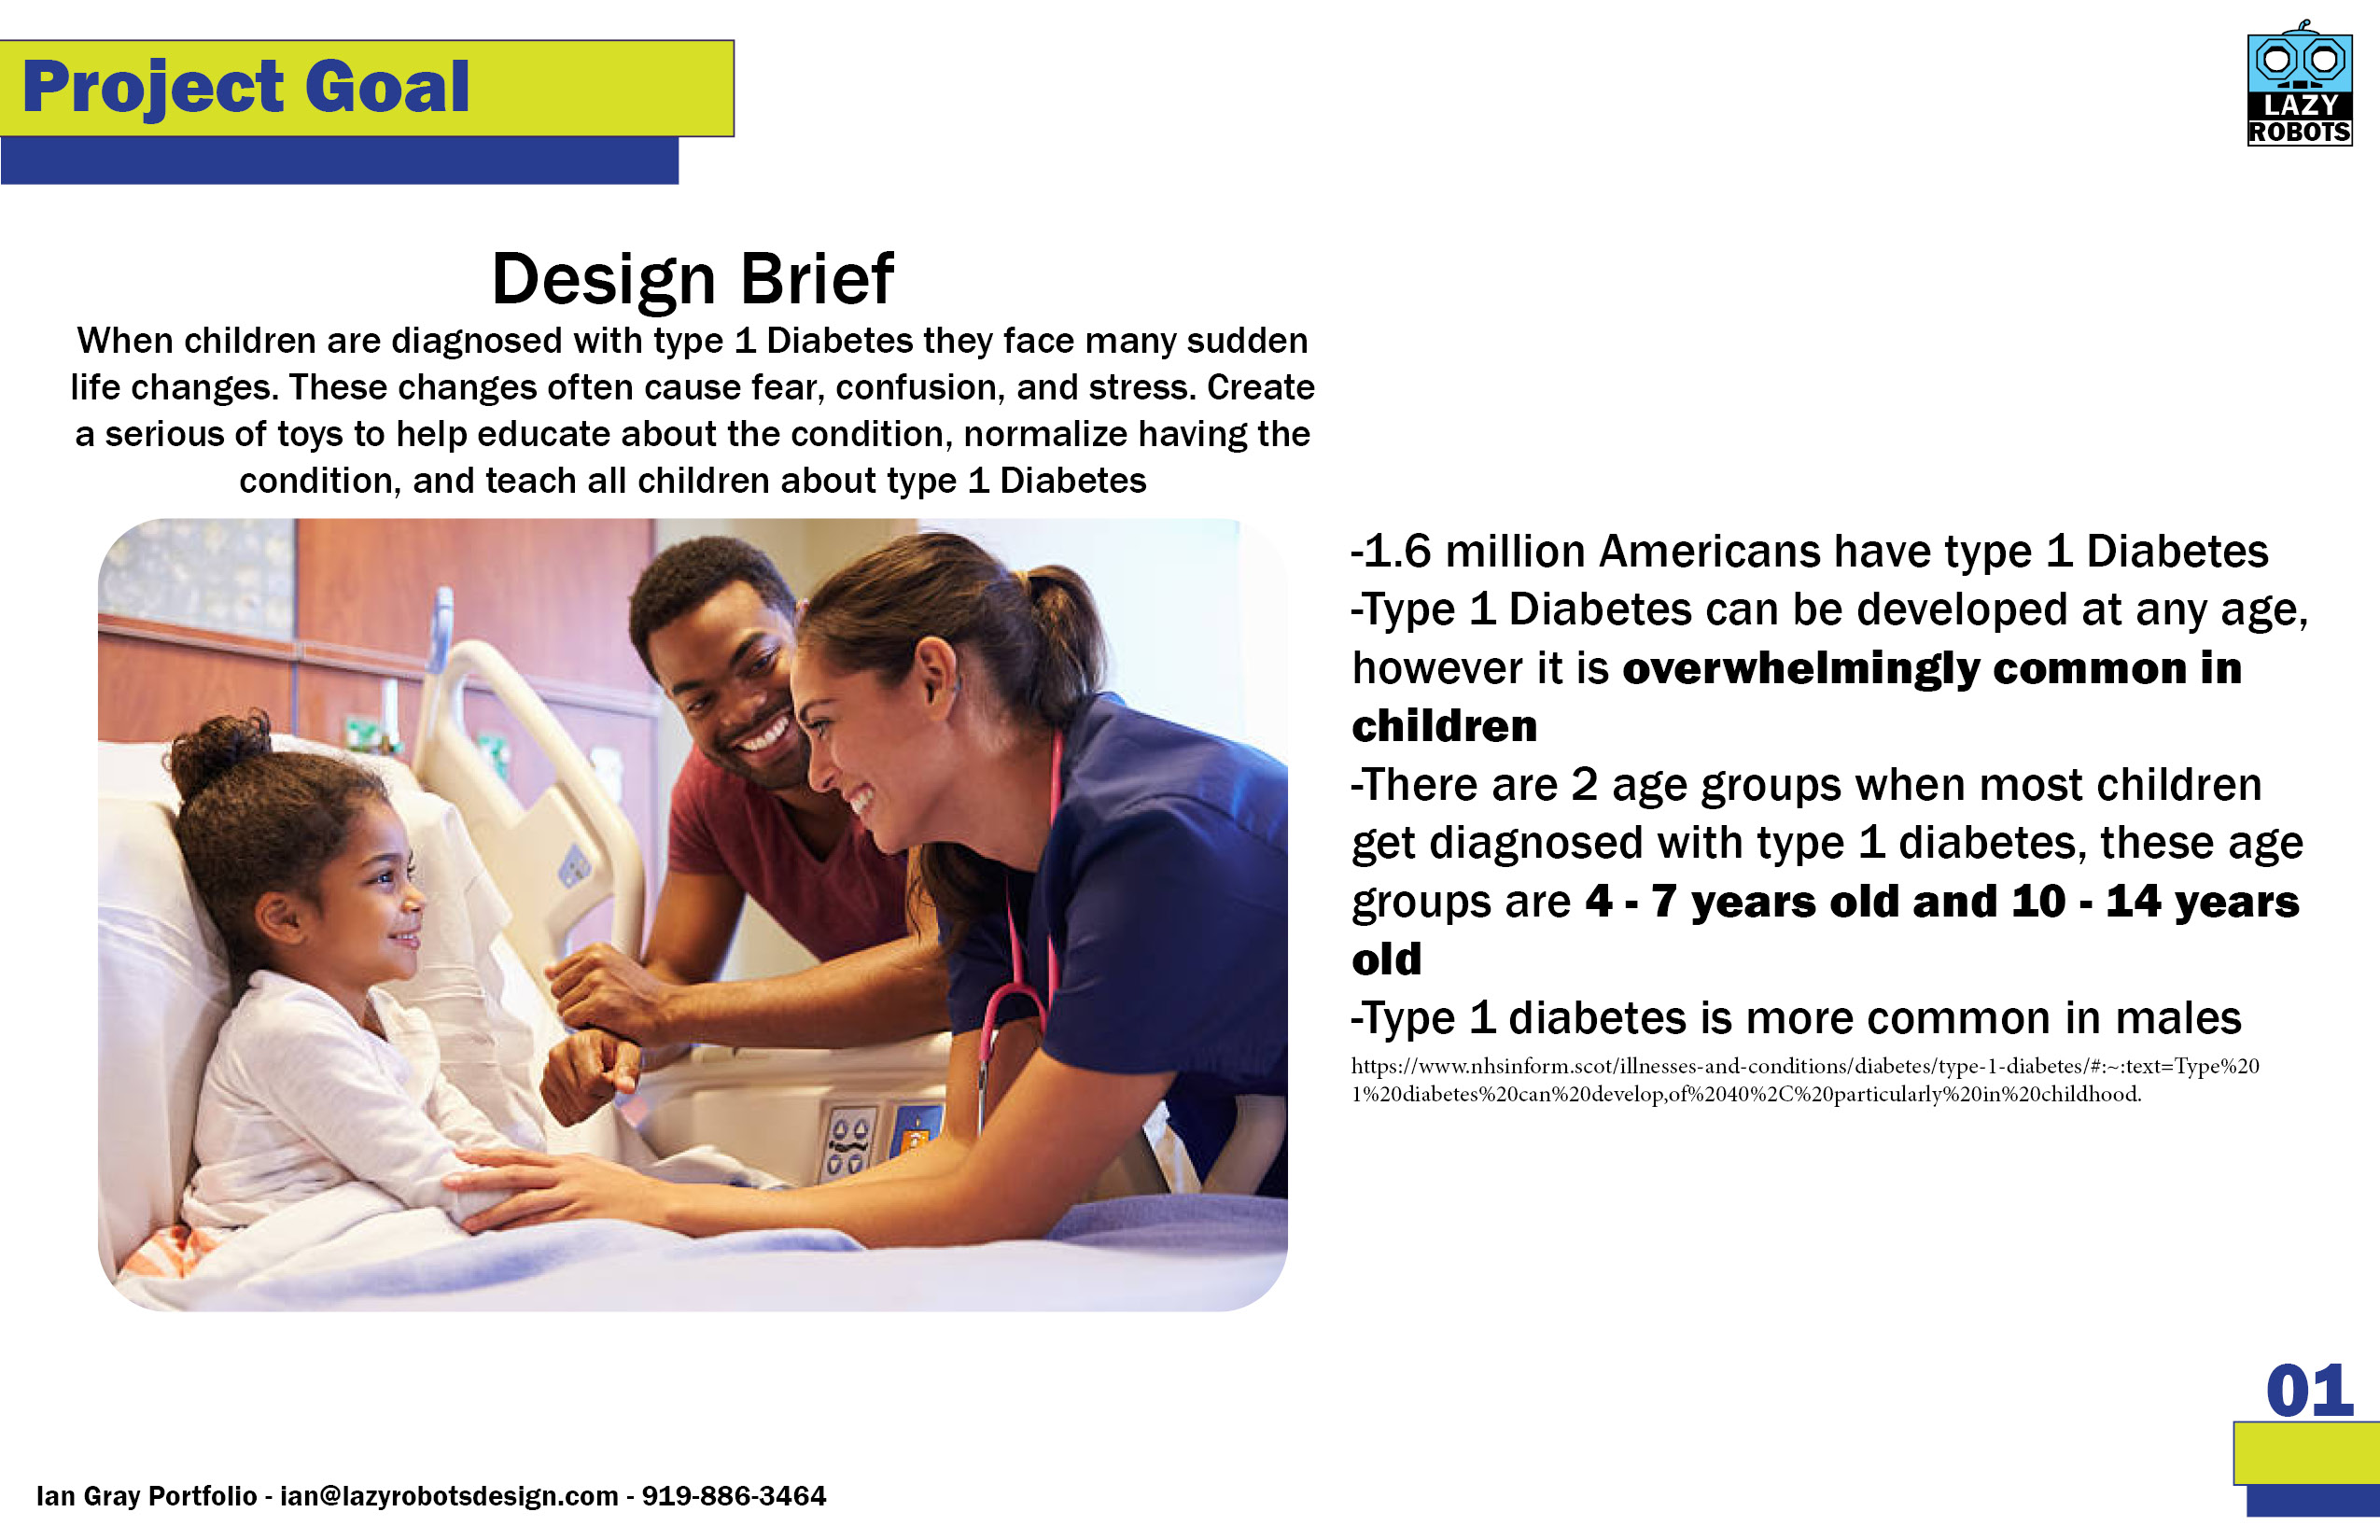 Project Goal
LAZY
ROBOTS
Design Brief
When children are diagnosed with type 1 Diabetes they face many sudden
life changes. These changes often cause fear, confusion, and stress. Create
a serious of toys to help educate about the condition, normalize having the
condition, and teach all children about type 1 Diabetes
-1.6 million Americans have type 1 Diabetes
-Type 1 Diabetes can be developed at any age,
however it is overwhelmingly common in
children
-There are 2 age groups when most children
get diagnosed with type 1 diabetes, these age
groups are 4 - 7 years old and 10 - 14 years
old
-Type 1 diabetes is more common in males
https://www.nhsinform.scot/illnesses-and-conditions/diabetes/type-1-diabetes/#:~:text=Type%20
1%20diabetes%20can%20develop,of%2040%2C%20particularly%20in%20childhood.
01
Ian Gray Portfolio - ian@lazyrobotsdesign.com - 919-886-3464